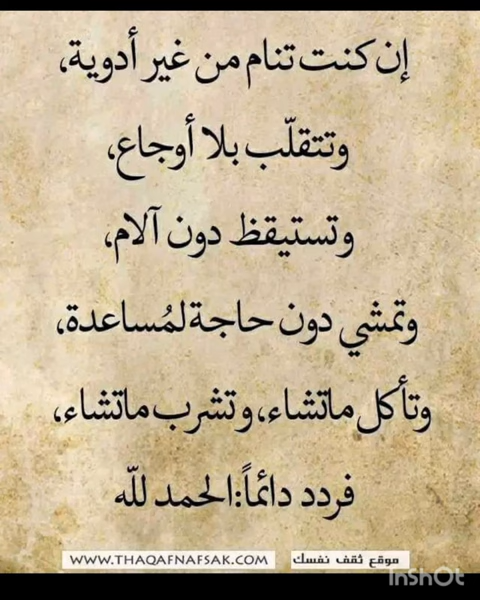 إن كنت تنام من غير أدوية،
وتتقلّب بلا أوجاع،
وتستيقظ دون آلام،
وتمشي دون حاجة لمُساعدة،
وتأكل ماتشاء، وتشرب ماتشاء،
فردد دائماً: الحمد للّه
موقع ثقف نفسك WWW.THAQAFNAFSAK.COM
InShOt